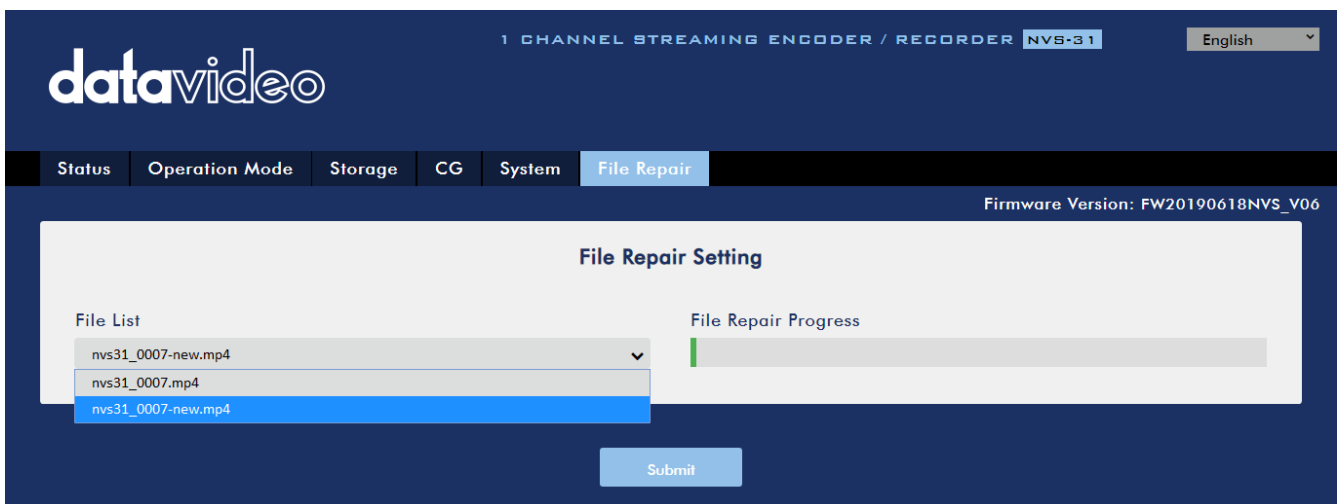 1 CHANNEL STREAMING ENCODER / RECORDER NVS-31
English
datavideo
Status Operation Mode Storage CG System File Repair
Firmware Version: FW20190618NVS_V06
File Repair Setting
File List
File Repair Progress
nvs31_0007-new.mp4
nvs31_0007.mp4
nvs31_0007-new.mp4
Submit